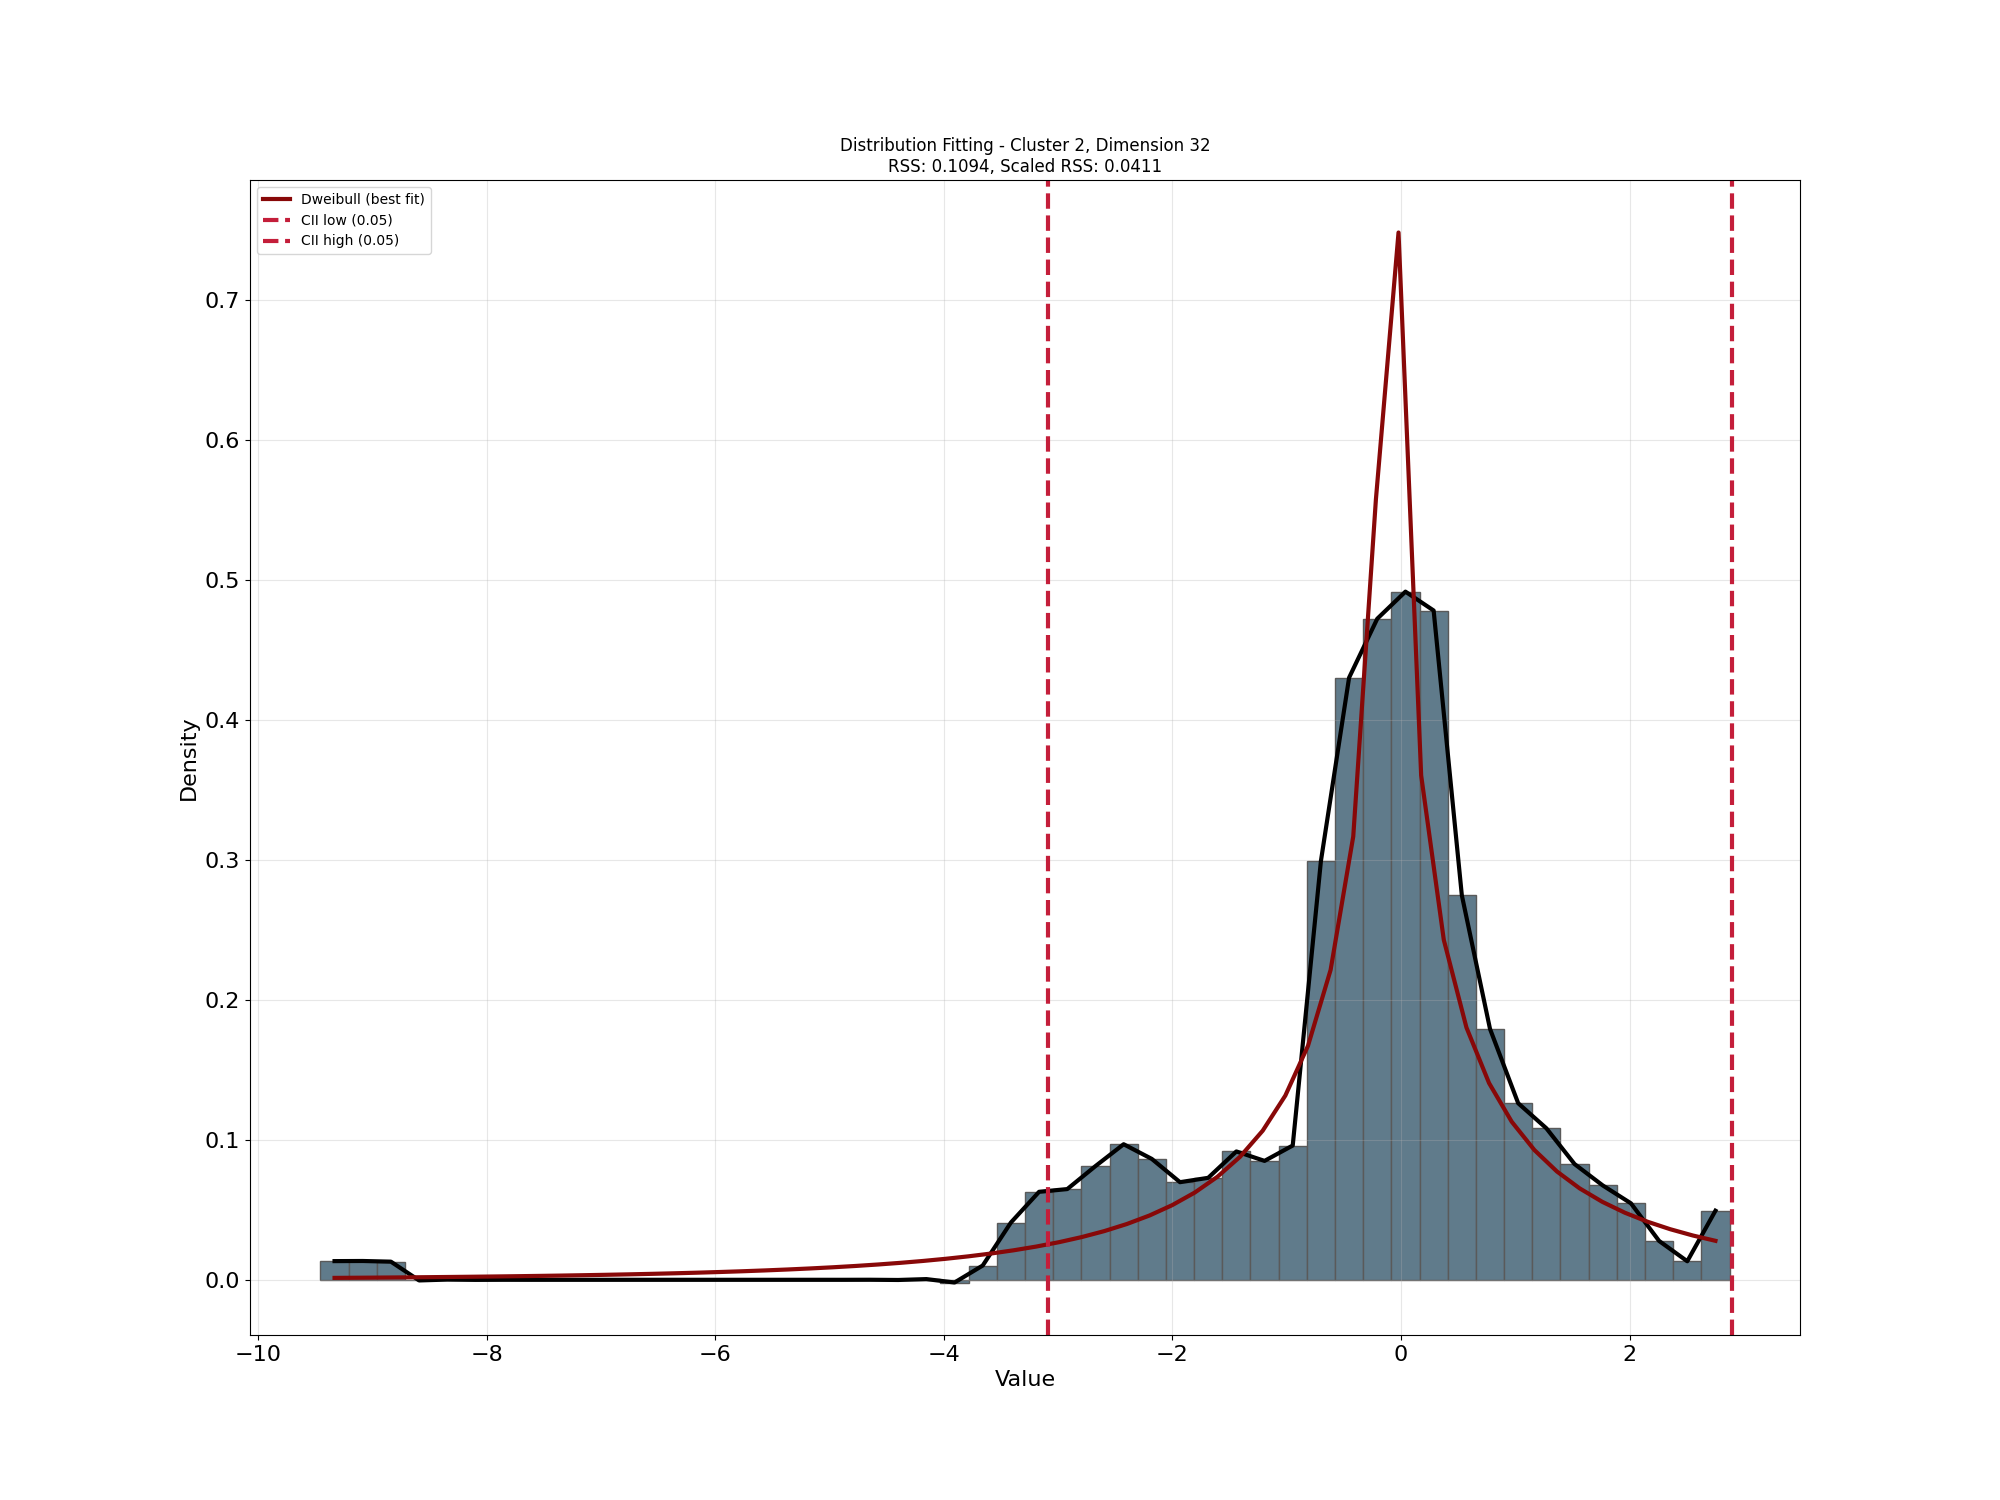 Distribution Fitting - Cluster 2, Dimension 32
RSS: 0.1094, Scaled RSS: 0.0411
Dweibull (best fit)
CII low (0.05)
CII high (0.05)
0.7
0.6
0.5
0.4
0.3
0.2
0.1
0.0
Density
−10
−8
−6
−4
−2
0
2
Value